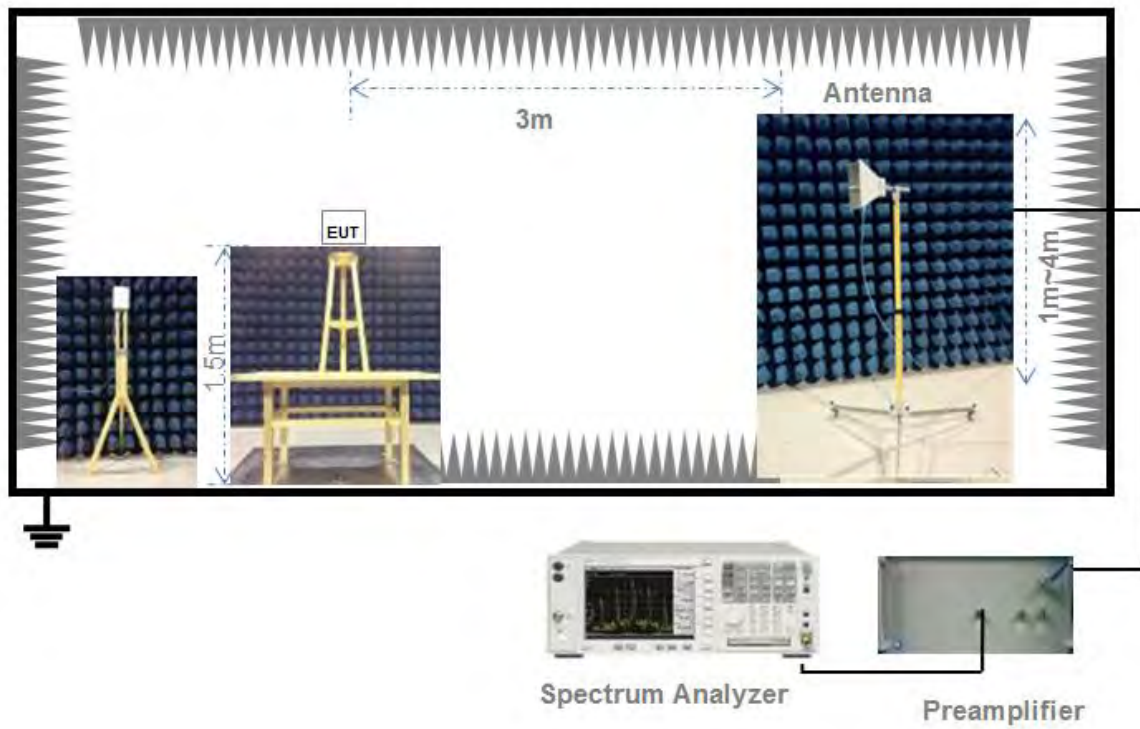 Antenna
3m
EUT
1.5m
1m~4m
Spectrum Analyzer
Preamplifier